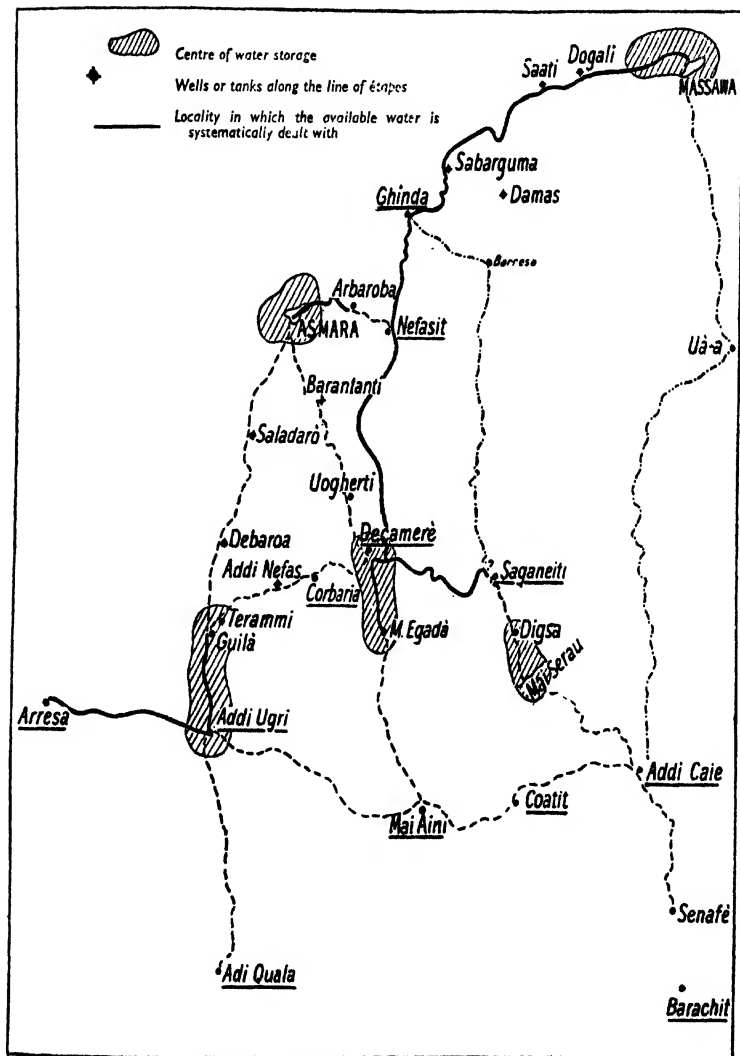 Centre of water storage
Wells or tanks along the line of étapes
Locality in which the available water is
systematically dealt with
Dogali
Saati
MASSAWA
Sabarguma
Damas
Ghinda
Barresa
Arbaroba
ASMARA
Nefasit
Uà-a
Barantanti
Saladarò
Uogherti
Decamerè
Debaroa
Addi Nefas
Corbaria
Saganeiti
Terammi
Guilà
M. Egadà
Digsa
Mai Serau
Arresa
Addi Ugri
Addi Caie
Coatit
Mai Aini
Senafè
Adi Quala
Barachit